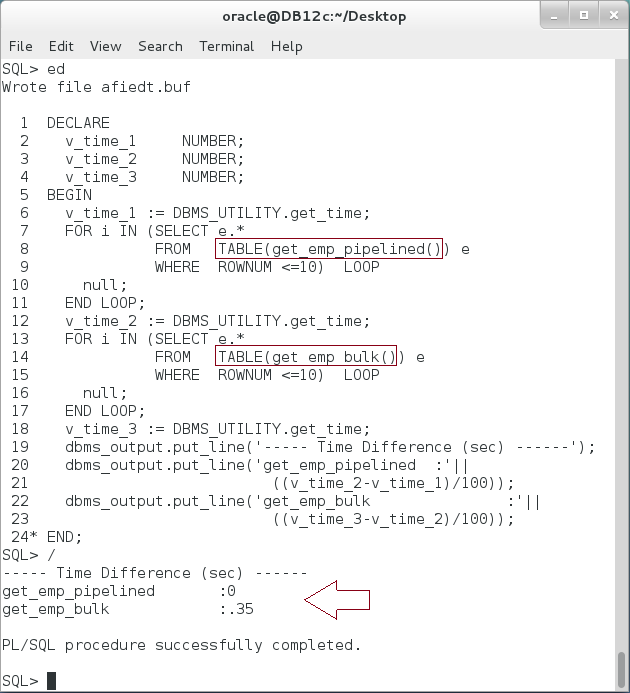 oracle@DB12c:~/Desktop
File Edit View Search Terminal Help
SQL> ed
Wrote file afiedt.buf
  1  DECLARE
  2    v_time_1     NUMBER;
  3    v_time_2     NUMBER;
  4    v_time_3     NUMBER;
  5  BEGIN
  6    v_time_1 := DBMS_UTILITY.get_time;
  7    FOR i IN (SELECT e.*
  8              FROM   TABLE(get_emp_pipelined()) e
  9              WHERE  ROWNUM <=10)  LOOP
 10      null;
 11    END LOOP;
 12    v_time_2 := DBMS_UTILITY.get_time;
 13    FOR i IN (SELECT e.*
 14              FROM   TABLE(get_emp_bulk()) e
 15              WHERE  ROWNUM <=10)  LOOP
 16      null;
 17    END LOOP;
 18    v_time_3 := DBMS_UTILITY.get_time;
 19    dbms_output.put_line('----- Time Difference (sec) ------');
 20    dbms_output.put_line('get_emp_pipelined  :'||
 21                           ((v_time_2-v_time_1)/100));
 22    dbms_output.put_line('get_emp_bulk               :'||
 23                           ((v_time_3-v_time_2)/100));
 24* END;
SQL> /
----- Time Difference (sec) ------
get_emp_pipelined       :0
get_emp_bulk            :.35
PL/SQL procedure successfully completed.
SQL>